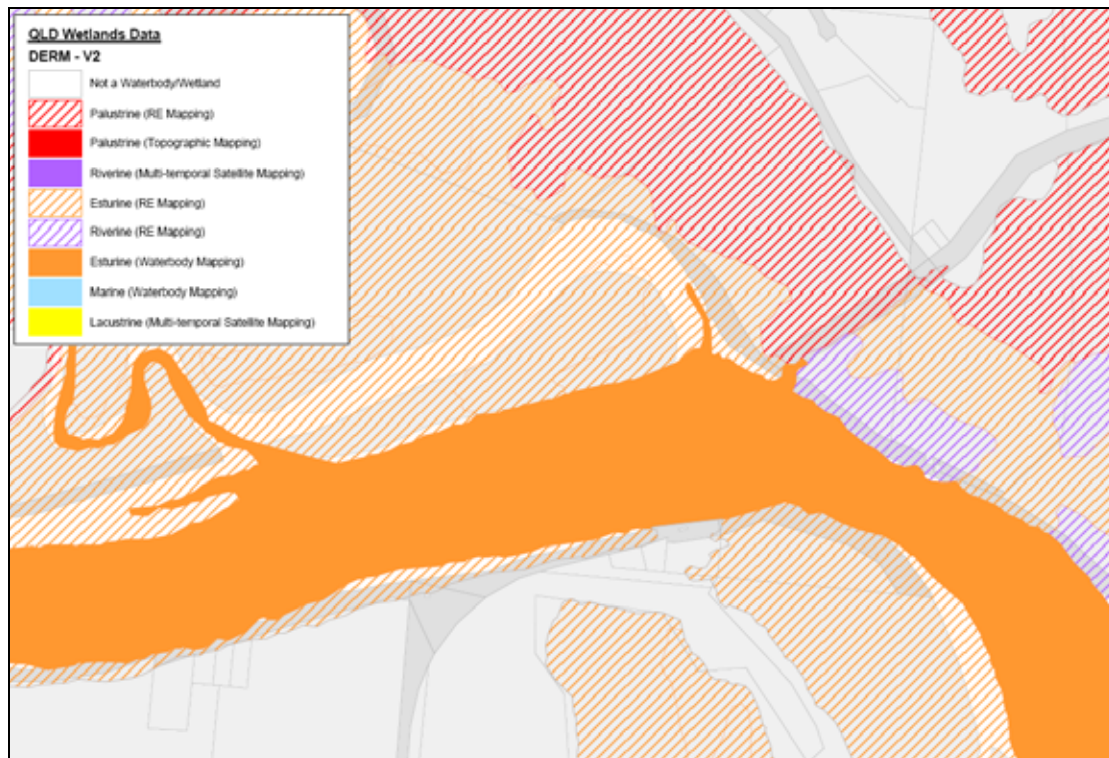 QLD Wetlands Data
DERM - V2
Not a Waterbody/Wetland
Palustrine (RE Mapping)
Palustrine (Topographic Mapping)
Riverine (Multi-temporal Satellite Mapping)
Esturine (RE Mapping)
Riverine (RE Mapping)
Esturine (Waterbody Mapping)
Marine (Waterbody Mapping)
Lacustrine (Multi-temporal Satellite Mapping)